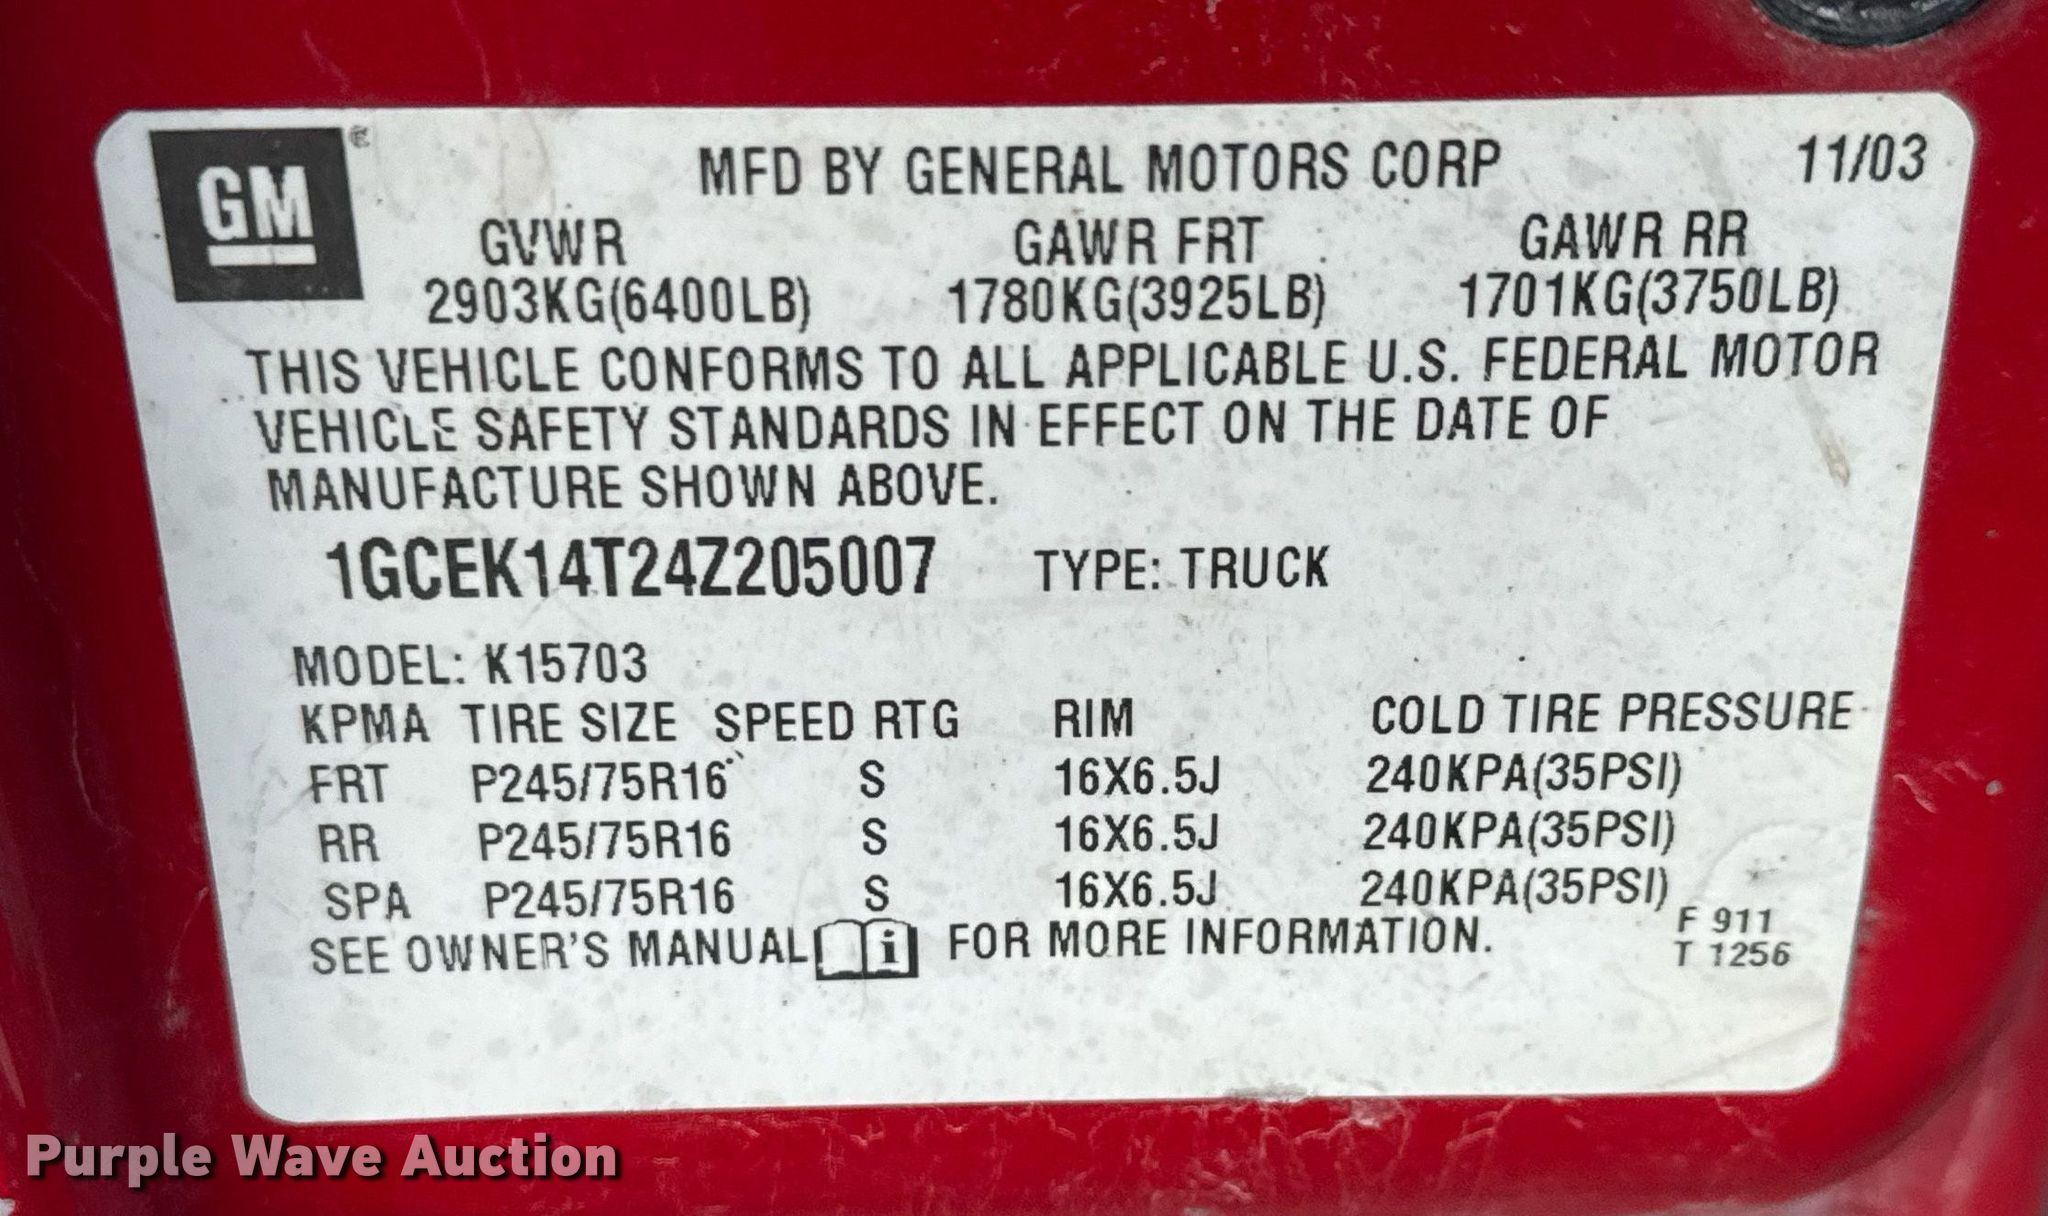 GM ®
MFD BY GENERAL MOTORS CORP 11/03
GVWR GAWR FRT GAWR RR
2903KG(6400LB) 1780KG(3925LB) 1701KG(3750LB)
THIS VEHICLE CONFORMS TO ALL APPLICABLE U.S. FEDERAL MOTOR
VEHICLE SAFETY STANDARDS IN EFFECT ON THE DATE OF
MANUFACTURE SHOWN ABOVE.
1GCEK14T24Z205007 TYPE: TRUCK
MODEL: K15703
KPMA TIRE SIZE SPEED RTG RIM COLD TIRE PRESSURE
FRT P245/75R16 S 16X6.5J 240KPA(35PSI)
RR P245/75R16 S 16X6.5J 240KPA(35PSI)
SPA P245/75R16 S 16X6.5J 240KPA(35PSI)
SEE OWNER'S MANUAL i FOR MORE INFORMATION.
F 911
T 1256
Purple Wave Auction